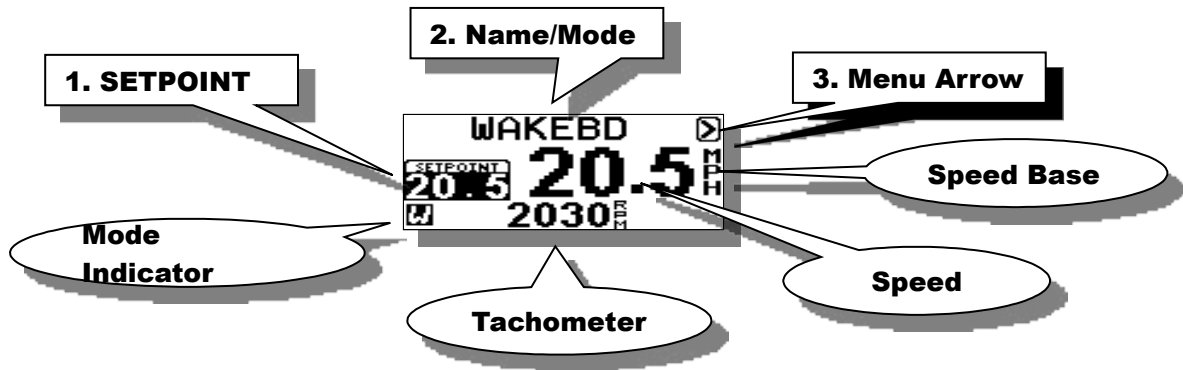 2. Name/Mode
1. SETPOINT
3. Menu Arrow
WAKEBD >
SETPOINT
20.5
20.5 MPH
W
2030 RPM
Speed Base
Mode
Indicator
Speed
Tachometer